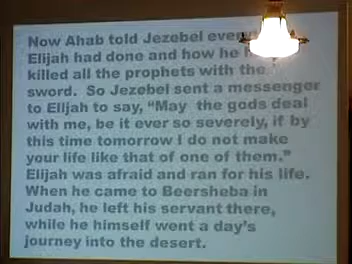 Now Ahab told Jezebel ever
Elijah had done and how he
killed all the prophets with the
sword. So Jezebel sent a messenger
to Elijah to say, “May the gods deal
with me, be it ever so severely, if by
this time tomorrow I do not make
your life like that of one of them.”
Elijah was afraid and ran for his life.
When he came to Beersheba in
Judah, he left his servant there,
while he himself went a day’s
journey into the desert.